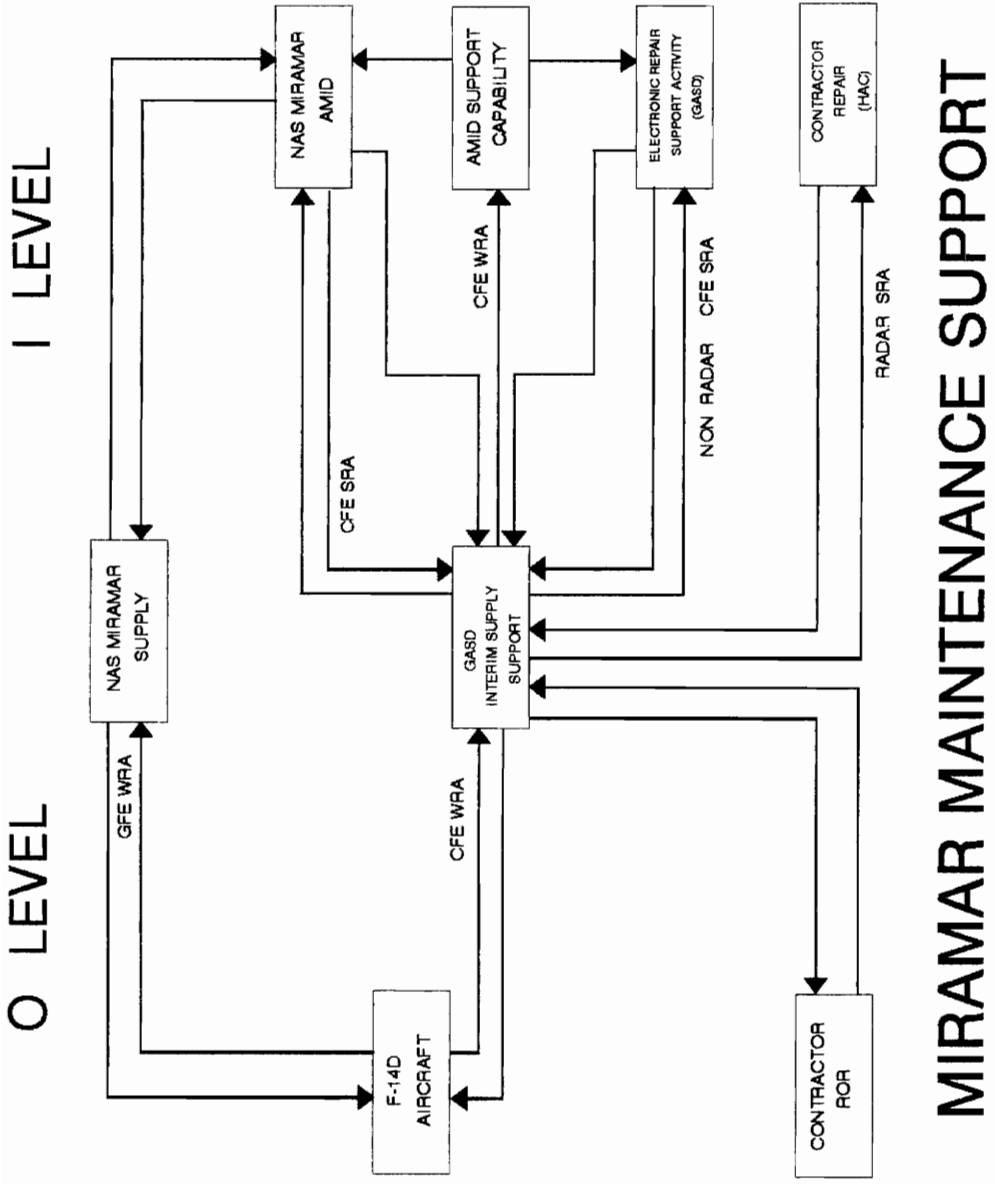 O LEVEL
I LEVEL
NAS MIRAMAR
SUPPLY
GFE WRA
F-14D
AIRCRAFT
NAS MIRAMAR
AMID
CFE SRA
CFE WRA
GASD
INTERIM SUPPLY
SUPPORT
CFE WRA
AMID SUPPORT
CAPABILITY
ELECTRONIC REPAIR
SUPPORT ACTIVITY
(GASD)
NON RADAR CFE SRA
CONTRACTOR
ROR
CONTRACTOR
REPAIR
(HAC)
RADAR SRA
MIRAMAR MAINTENANCE SUPPORT